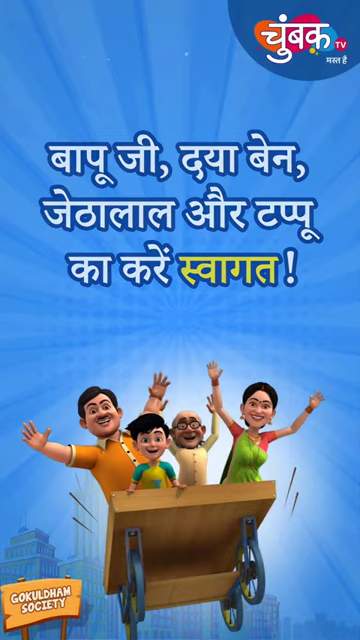 चुंबक
TV
मस्त है
बापू जी, दया बेन,
जेठालाल और टप्पू
का करें स्वागत!
GOKULDHAM
SOCIETY